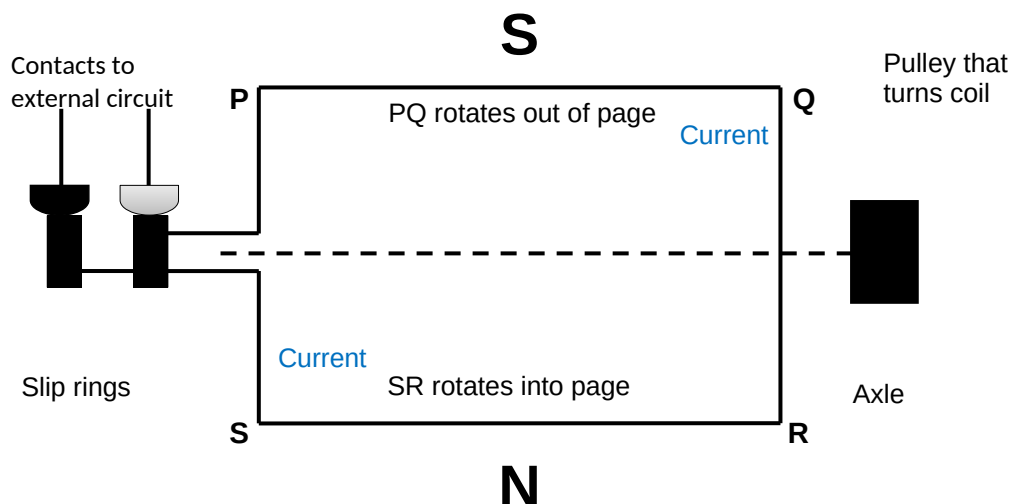 S
Contacts to
external circuit
Pulley that
turns coil
P
Q
PQ rotates out of page
Current
Current
Slip rings
SR rotates into page
Axle
S
R
N